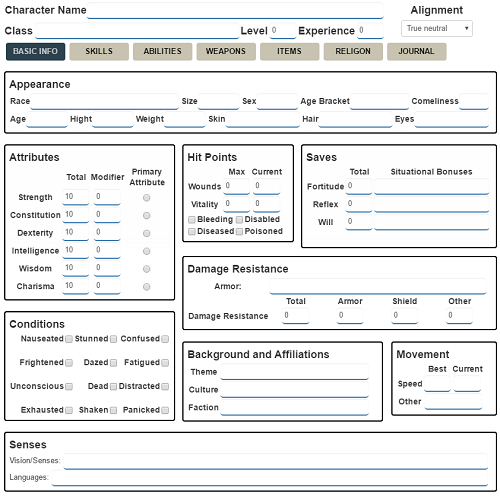 Character Name
Alignment
Class Level 0 Experience 0
True neutral
BASIC INFO SKILLS ABILITIES WEAPONS ITEMS RELIGON JOURNAL
Appearance
Race Size Sex Age Bracket Comeliness
Age Hight Weight Skin Hair Eyes
Attributes
Total Modifier Primary Attribute
Strength 10 0
Constitution 10 0
Dexterity 10 0
Intelligence 10 0
Wisdom 10 0
Charisma 10 0
Hit Points
Max Current
Wounds 0 0
Vitality 0 0
Bleeding Disabled
Diseased Poisoned
Saves
Total Situational Bonuses
Fortitude 0
Reflex 0
Will 0
Damage Resistance
Armor:
Total Armor Shield Other
Damage Resistance 0 0 0 0
Conditions
Nauseated Stunned Confused
Frightened Dazed Fatigued
Unconscious Dead Distracted
Exhausted Shaken Panicked
Background and Affiliations
Theme
Culture
Faction
Movement
Best Current
Speed
Other
Senses
Vision/Senses:
Languages: